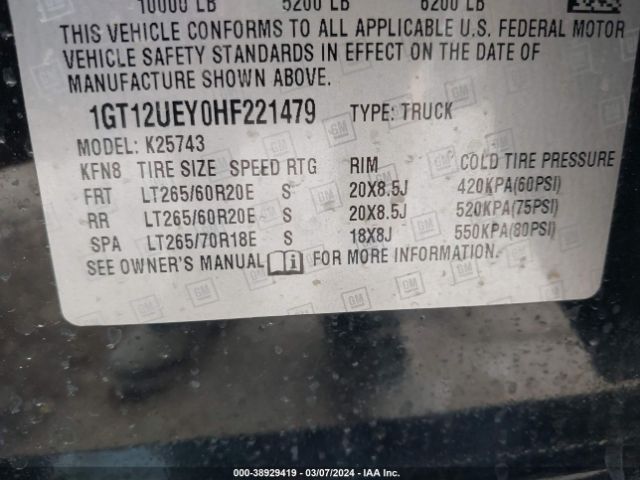 10000 LB 5200 LB 6200 LB
THIS VEHICLE CONFORMS TO ALL APPLICABLE U.S. FEDERAL MOTOR
VEHICLE SAFETY STANDARDS IN EFFECT ON THE DATE OF
MANUFACTURE SHOWN ABOVE.
1GT12UEY0HF221479 TYPE: TRUCK
MODEL: K25743
KFN8 TIRE SIZE SPEED RTG RIM COLD TIRE PRESSURE
FRT LT265/60R20E S 20X8.5J 420KPA(60PSI)
RR LT265/60R20E S 20X8.5J 520KPA(75PSI)
SPA LT265/70R18E S 18X8J 550KPA(80PSI)
SEE OWNER'S MANUAL i FOR MORE INFORMATION.
000-38929419 — 03/07/2024 — IAA Inc.